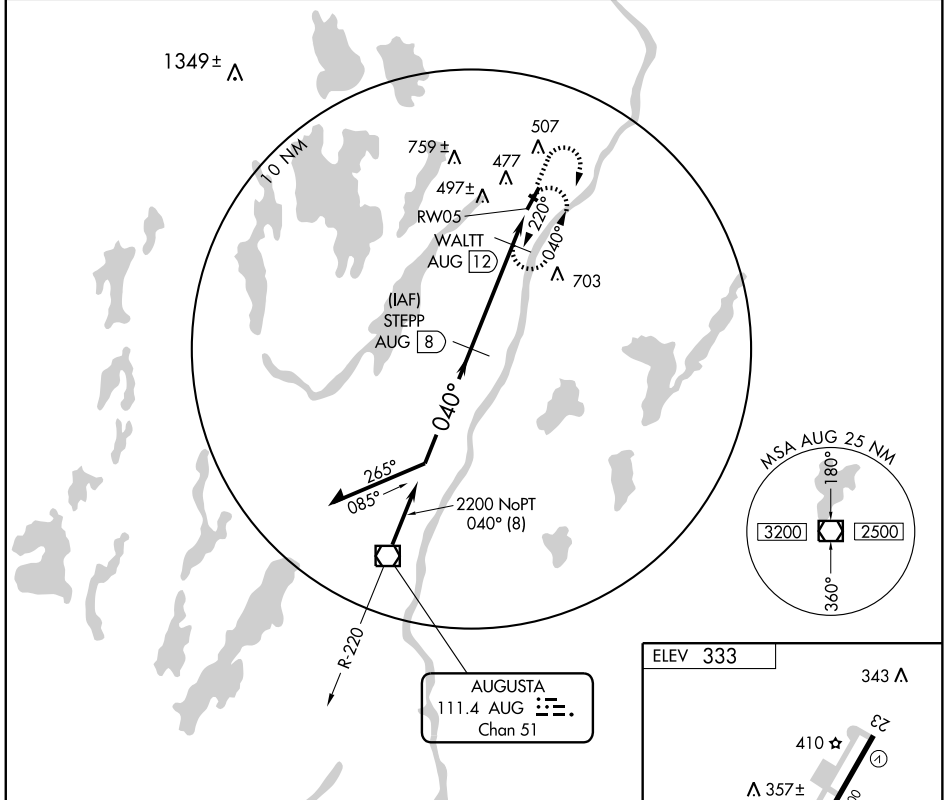 1349±
10 NM
507
759±
477
497±
RW05
220°
040°
WALTT
AUG 12
703
(IAF)
STEPP
AUG 8
040°
265°
085°
2200 NoPT
040° (8)
MSA AUG 25 NM
180°
3200
2500
360°
R-220
AUGUSTA
111.4 AUG
Chan 51
ELEV 333
343
23
410
357±